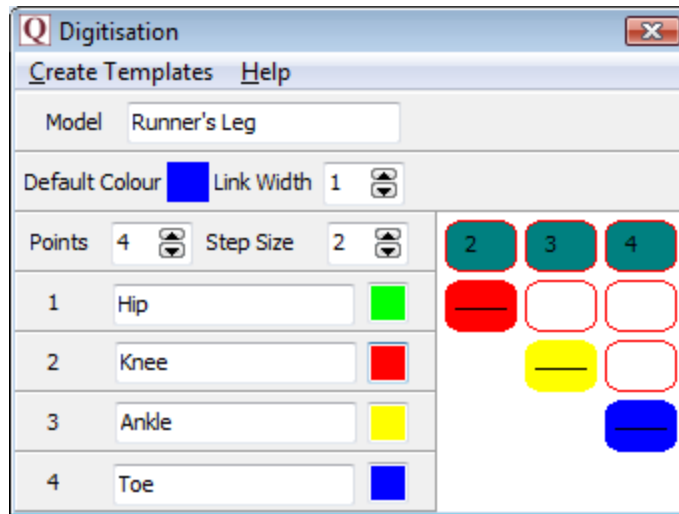 Q Digitisation
Create Templates Help
Model Runner's Leg
Default Colour Link Width 1
Points 4 Step Size 2 2 3 4
1 Hip
2 Knee
3 Ankle
4 Toe